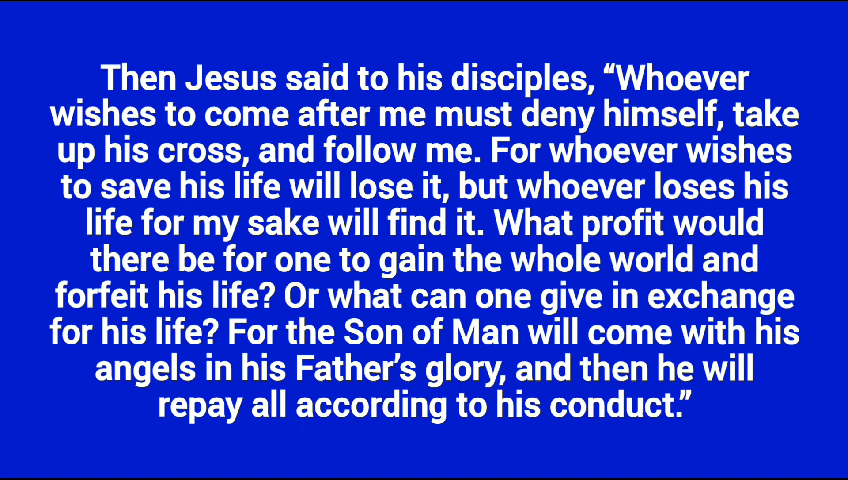 Then Jesus said to his disciples, “Whoever
wishes to come after me must deny himself, take
up his cross, and follow me. For whoever wishes
to save his life will lose it, but whoever loses his
life for my sake will find it. What profit would
there be for one to gain the whole world and
forfeit his life? Or what can one give in exchange
for his life? For the Son of Man will come with his
angels in his Father’s glory, and then he will
repay all according to his conduct.”